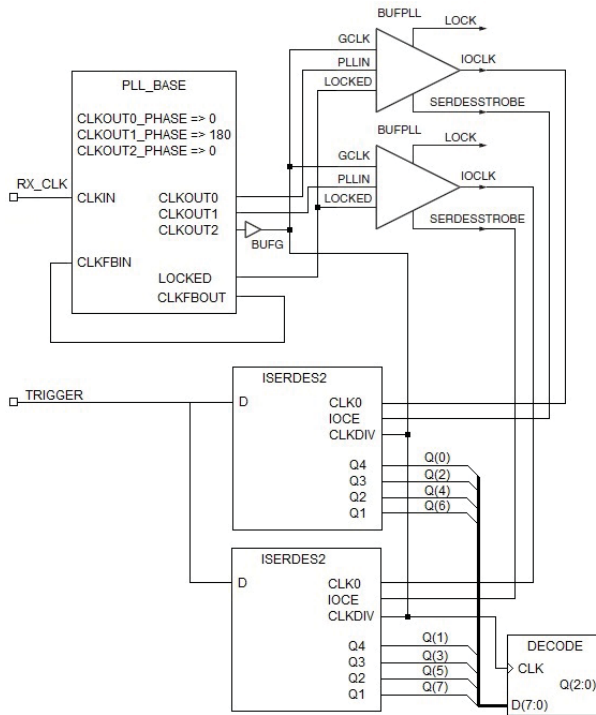 BUFPLL
LOCK
GCLK
IOCLK
PLLIN
LOCKED
SERDESSTROBE
BUFPLL
LOCK
GCLK
IOCLK
PLLIN
LOCKED
SERDESSTROBE
PLL_BASE
CLKOUT0_PHASE => 0
CLKOUT1_PHASE => 180
CLKOUT2_PHASE => 0
RX_CLK
CLKIN
CLKOUT0
CLKOUT1
CLKOUT2
BUFG
CLKFBIN
LOCKED
CLKFBOUT
TRIGGER
ISERDES2
D
CLK0
IOCE
CLKDIV
Q4 Q(0)
Q3 Q(2)
Q2 Q(4)
Q1 Q(6)
ISERDES2
D
CLK0
IOCE
CLKDIV
Q4 Q(1)
Q3 Q(3)
Q2 Q(5)
Q1 Q(7)
DECODE
CLK
Q(2:0)
D(7:0)